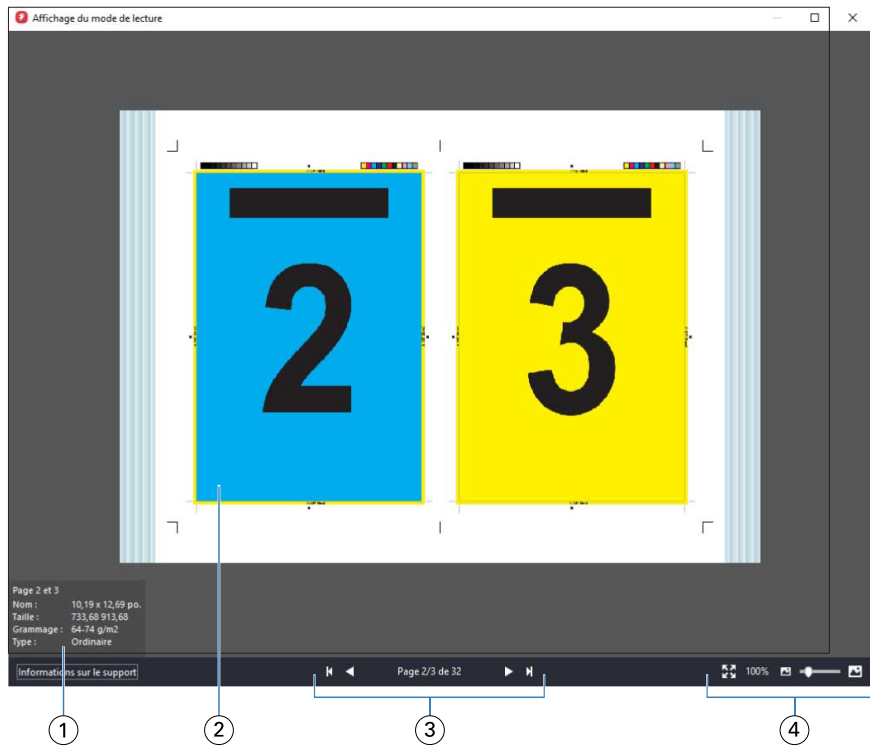 Affichage du mode de lecture
2
3
Page 2 et 3
Nom : 10,19 x 12,69 po.
Taille : 733,68 913,68
Grammage : 64-74 g/m2
Type : Ordinaire
Informations sur le support
Page 2/3 de 32
100%
1
2
3
4